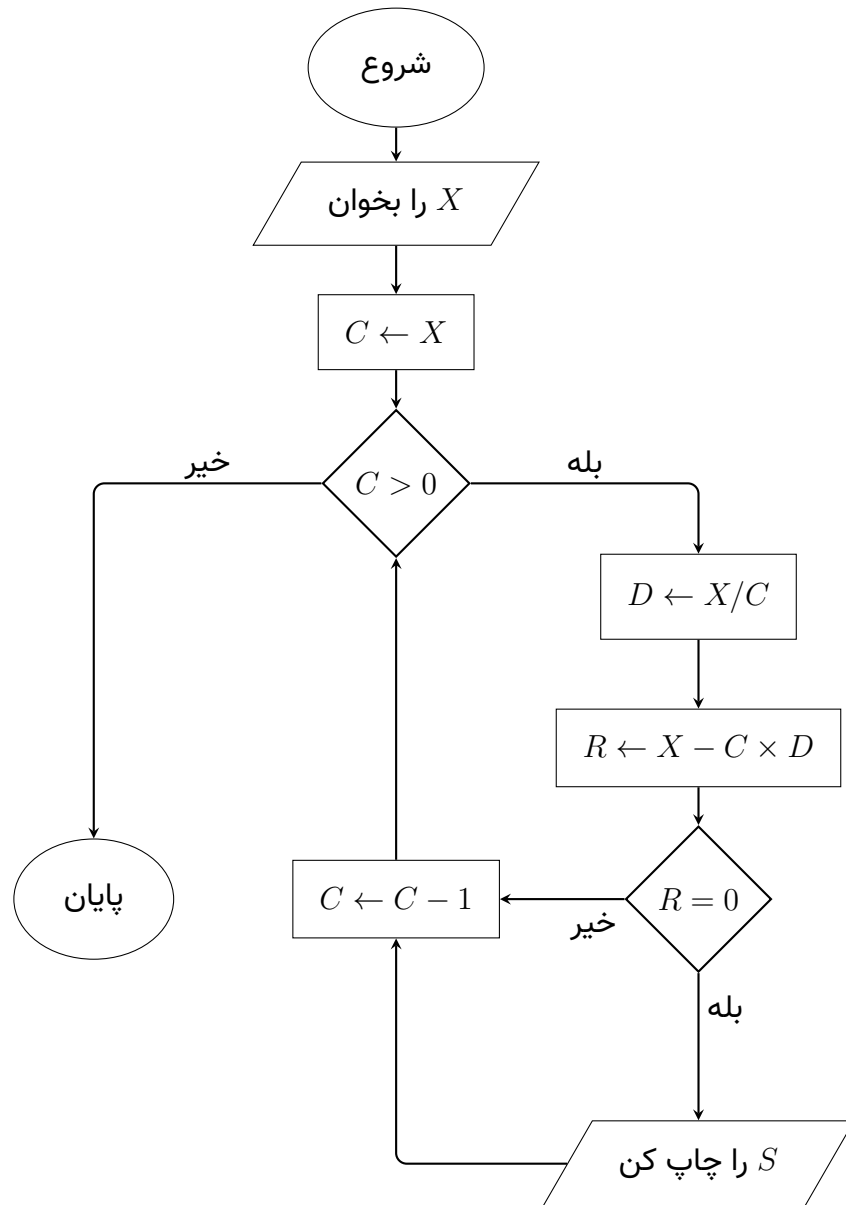 شروع
X را بخوان
C ← X
C > 0
خیر
بله
D ← X/C
R ← X − C × D
R = 0
خیر
بله
C ← C − 1
پایان
S را چاپ کن